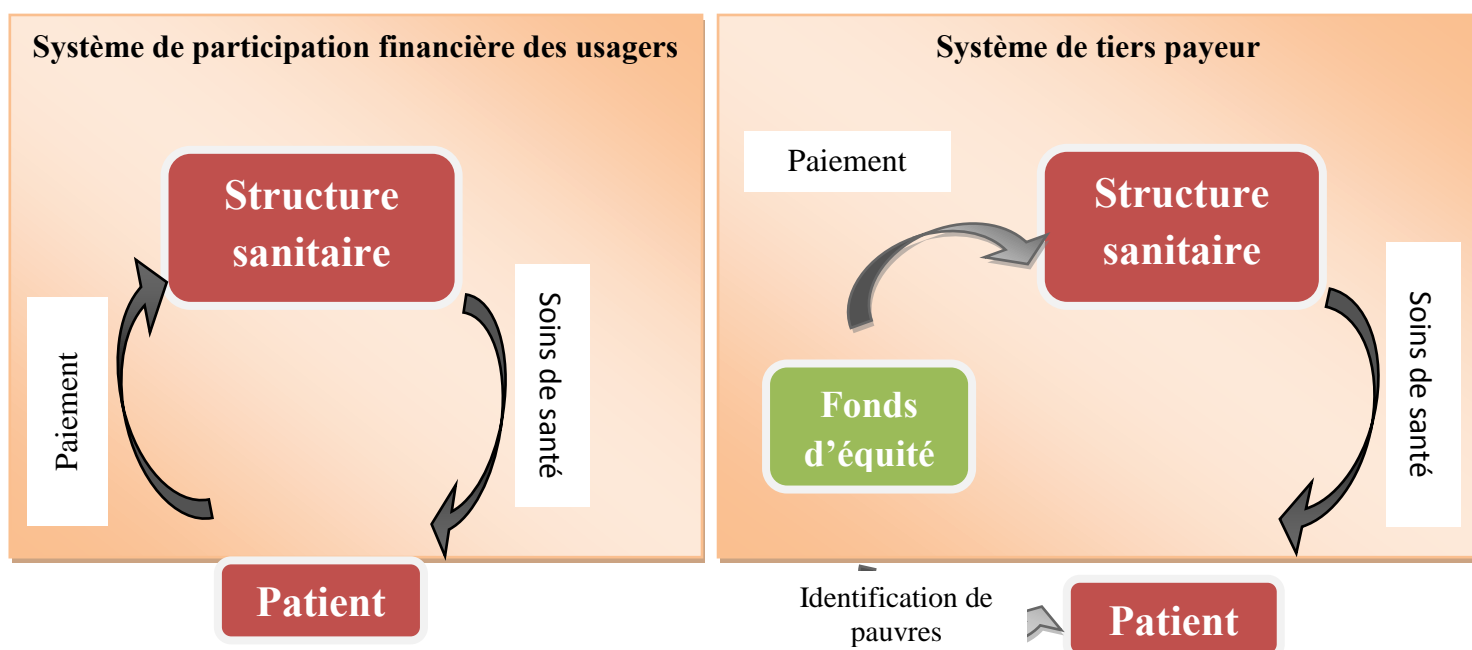 Système de participation financière des usagers
Structure
sanitaire
Paiement
Soins de santé
Patient
Système de tiers payeur
Paiement
Structure
sanitaire
Fonds
d’équité
Soins de santé
Identification de
pauvres
Patient